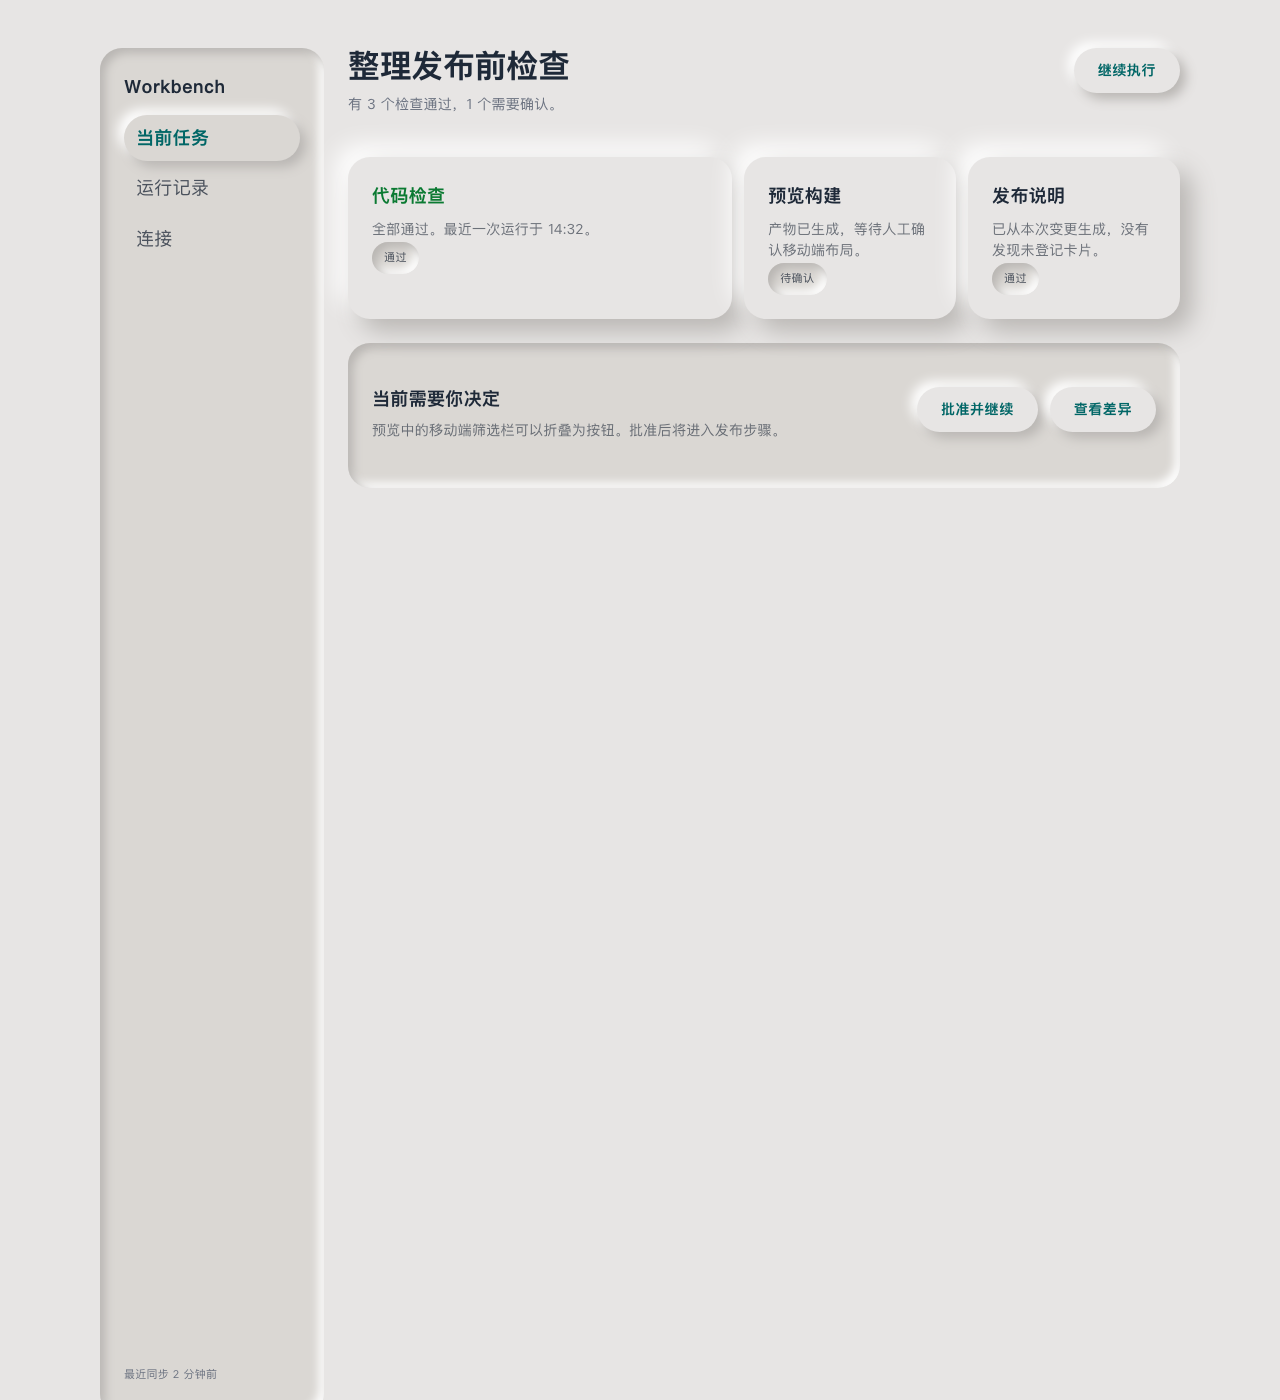 Workbench
当前任务
运行记录
连接
最近同步 2 分钟前
整理发布前检查
有 3 个检查通过，1 个需要确认。
继续执行
代码检查
全部通过。最近一次运行于 14:32。
通过
预览构建
产物已生成，等待人工确
认移动端布局。
待确认
发布说明
已从本次变更生成，没有
发现未登记卡片。
通过
当前需要你决定
预览中的移动端筛选栏可以折叠为按钮。批准后将进入发布步骤。
批准并继续
查看差异